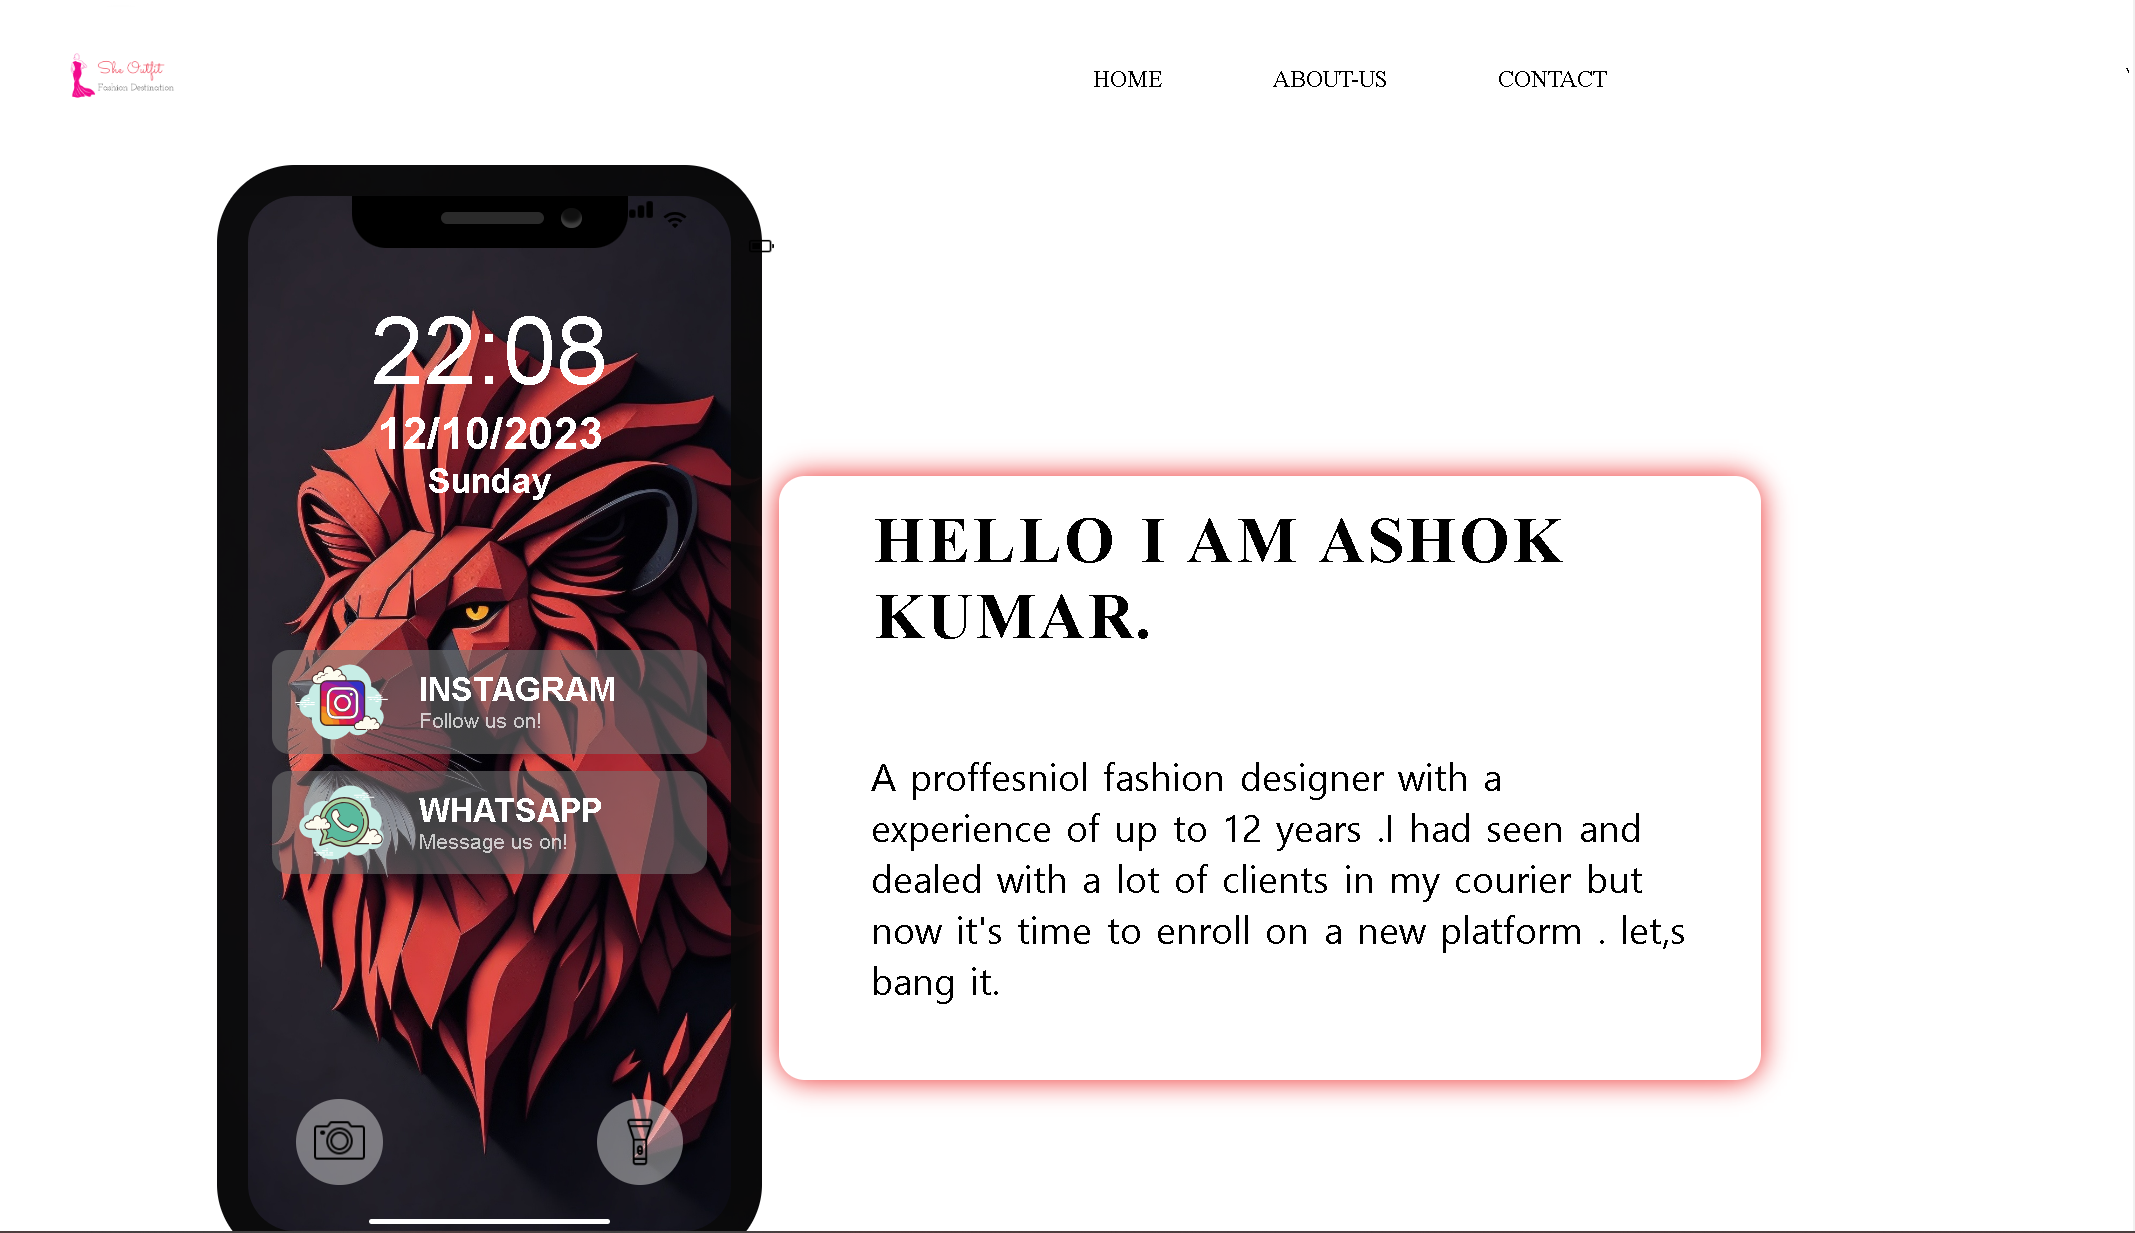 She Outfit
Fashion Destination
HOME ABOUT-US CONTACT
22:08
12/10/2023
Sunday
INSTAGRAM
Follow us on!
WHATSAPP
Message us on!
HELLO I AM ASHOK
KUMAR.
A proffesniol fashion designer with a
experience of up to 12 years .I had seen and
dealed with a lot of clients in my courier but
now it's time to enroll on a new platform . let,s
bang it.